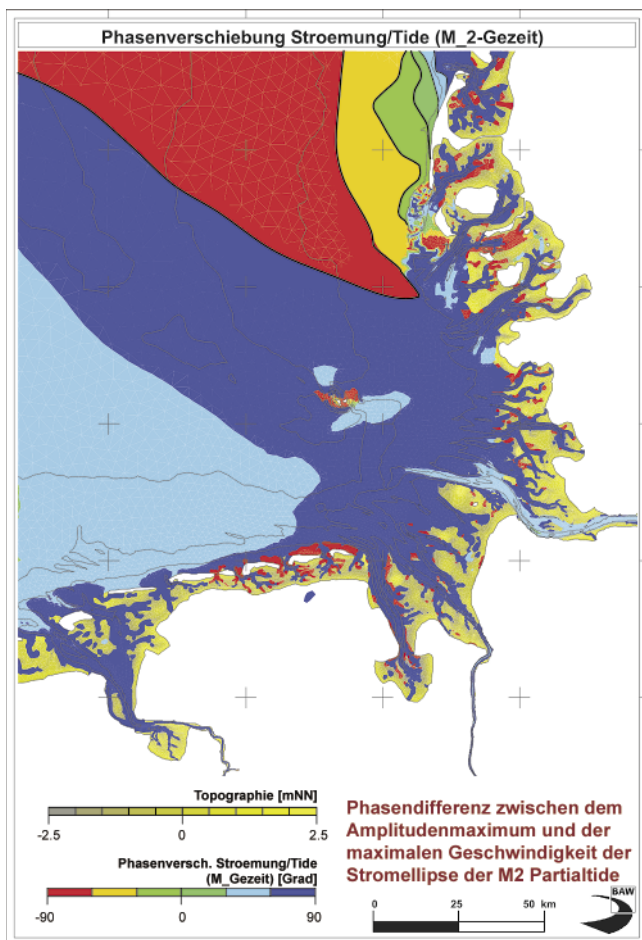 Phasenverschiebung Stroemung/Tide (M_2-Gezeit)
Topographie [mNN]
-2.5 0 2.5
Phasenversch. Stroemung/Tide
(M_Gezeit) [Grad]
-90 0 90
Phasendifferenz zwischen dem
Amplitudenmaximum und der
maximalen Geschwindigkeit der
Stromellipse der M2 Partialtide
km
0 25 50
BAW